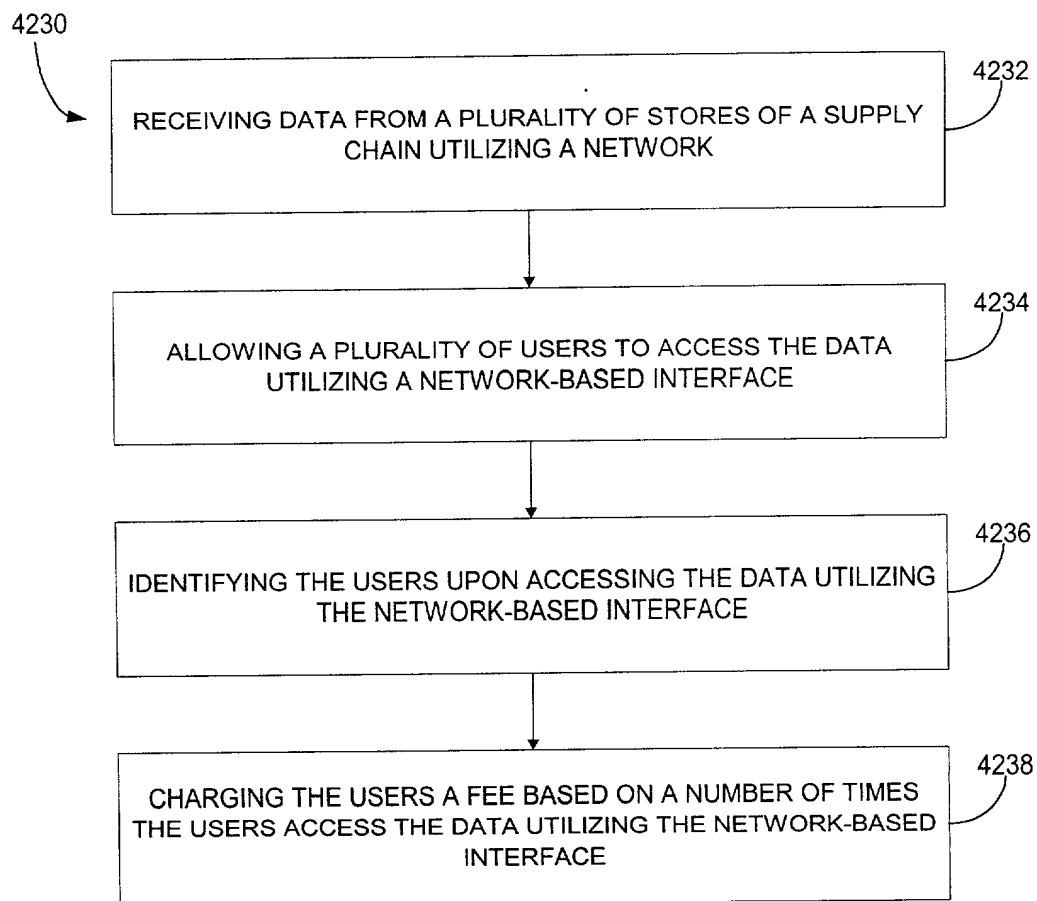 4230
4232
RECEIVING DATA FROM A PLURALITY OF STORES OF A SUPPLY
CHAIN UTILIZING A NETWORK
4234
ALLOWING A PLURALITY OF USERS TO ACCESS THE DATA
UTILIZING A NETWORK-BASED INTERFACE
4236
IDENTIFYING THE USERS UPON ACCESSING THE DATA UTILIZING
THE NETWORK-BASED INTERFACE
4238
CHARGING THE USERS A FEE BASED ON A NUMBER OF TIMES
THE USERS ACCESS THE DATA UTILIZING THE NETWORK-BASED
INTERFACE